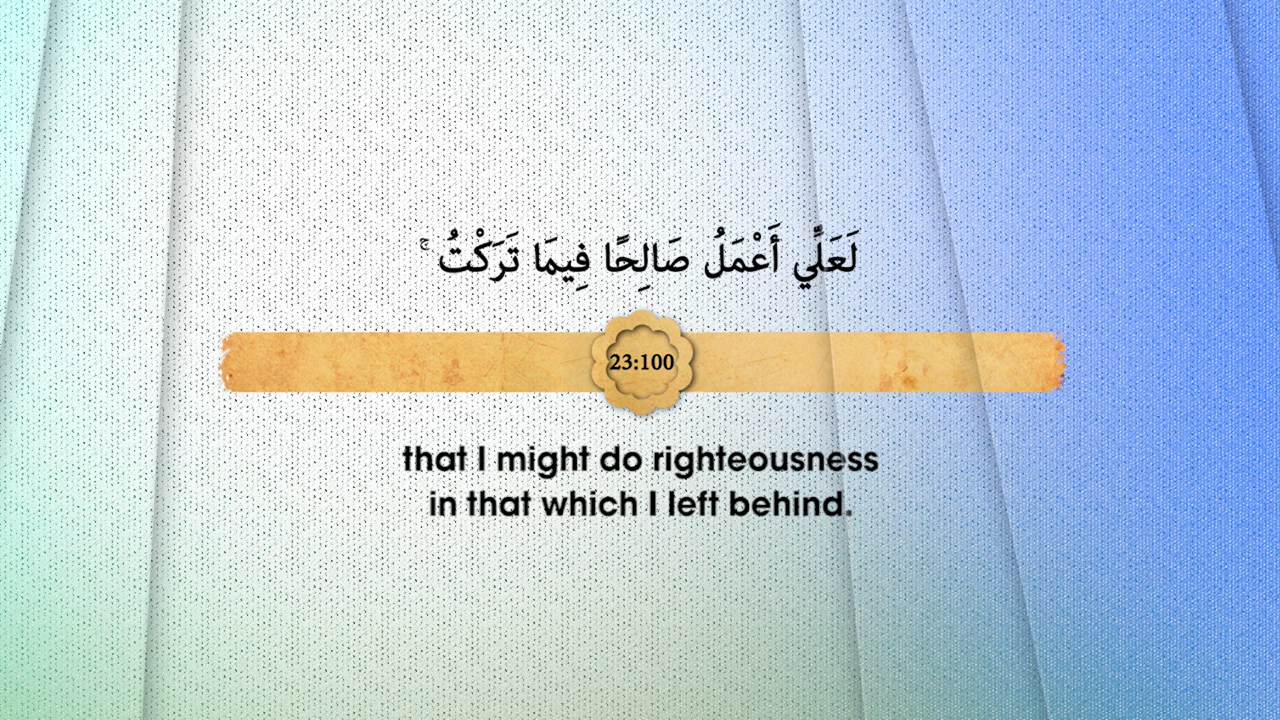 لَعَلِّي أَعْمَلُ صَالِحًا فِيمَا تَرَكْتُ ۚ
23:100
that I might do righteousness
in that which I left behind.